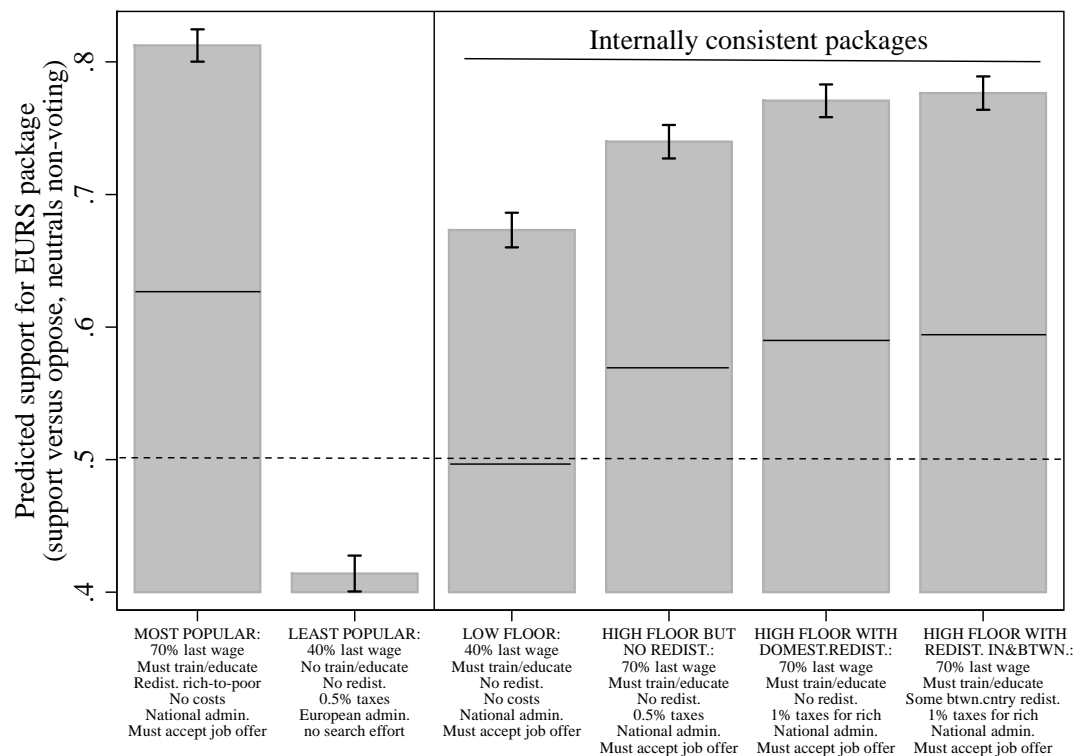 Predicted support for EURS package
(support versus oppose, neutrals non-voting)
.8
.7
.6
.5
.4
Internally consistent packages
MOST POPULAR:
70% last wage
Must train/educate
Redist. rich-to-poor
No costs
National admin.
Must accept job offer
LEAST POPULAR:
40% last wage
No train/educate
No redist.
0.5% taxes
European admin.
no search effort
LOW FLOOR:
40% last wage
Must train/educate
No redist.
No costs
National admin.
Must accept job offer
HIGH FLOOR BUT
NO REDIST.:
70% last wage
Must train/educate
No redist.
0.5% taxes
National admin.
Must accept job offer
HIGH FLOOR WITH
DOMEST.REDIST.:
70% last wage
Must train/educate
No redist.
1% taxes for rich
National admin.
Must accept job offer
HIGH FLOOR WITH
REDIST. IN&BTWN.:
70% last wage
Must train/educate
Some btwn.cntry redist.
1% taxes for rich
National admin.
Must accept job offer